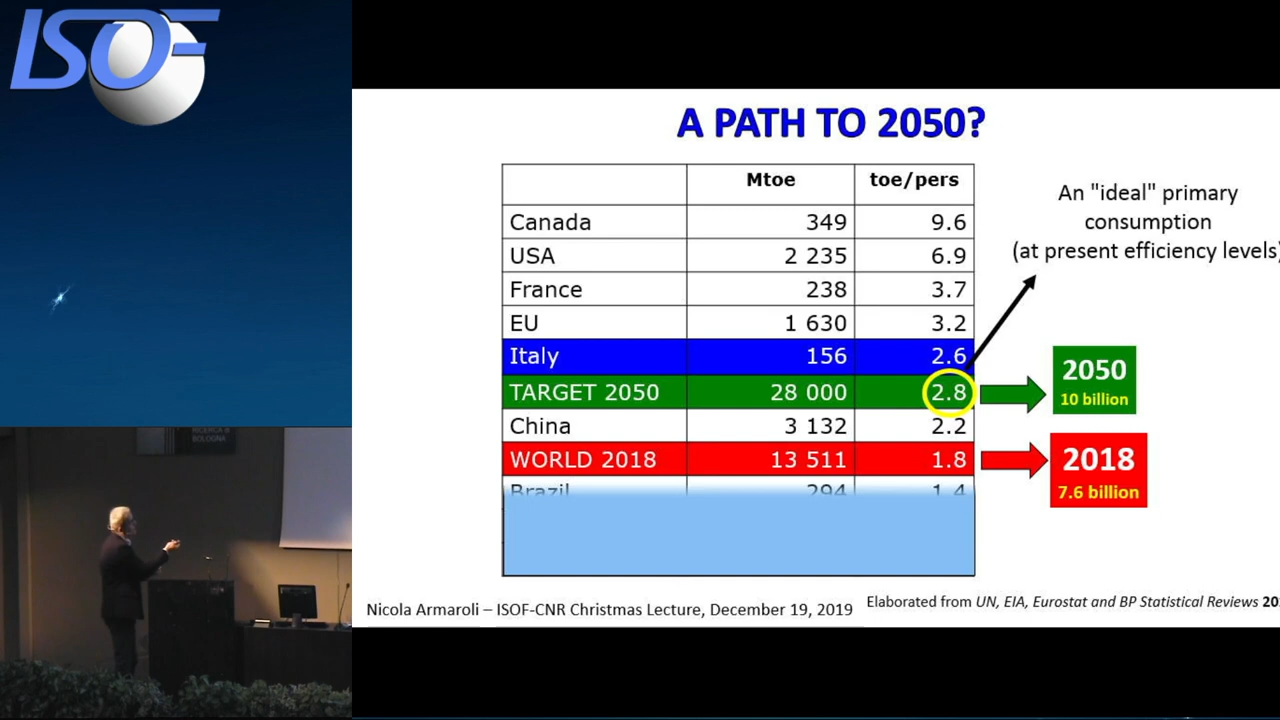 ISOF
A PATH TO 2050?
Mtoe toe/pers
Canada 349 9.6
USA 2 235 6.9
France 238 3.7
EU 1 630 3.2
Italy 156 2.6
TARGET 2050 28 000 2.8
China 3 132 2.2
WORLD 2018 13 511 1.8
Brazil 294 1.4
An "ideal" primary
consumption
(at present efficiency levels)
2050
10 billion
2018
7.6 billion
Nicola Armaroli – ISOF-CNR Christmas Lecture, December 19, 2019
Elaborated from UN, EIA, Eurostat and BP Statistical Reviews
RICERCA
BOLOGNA